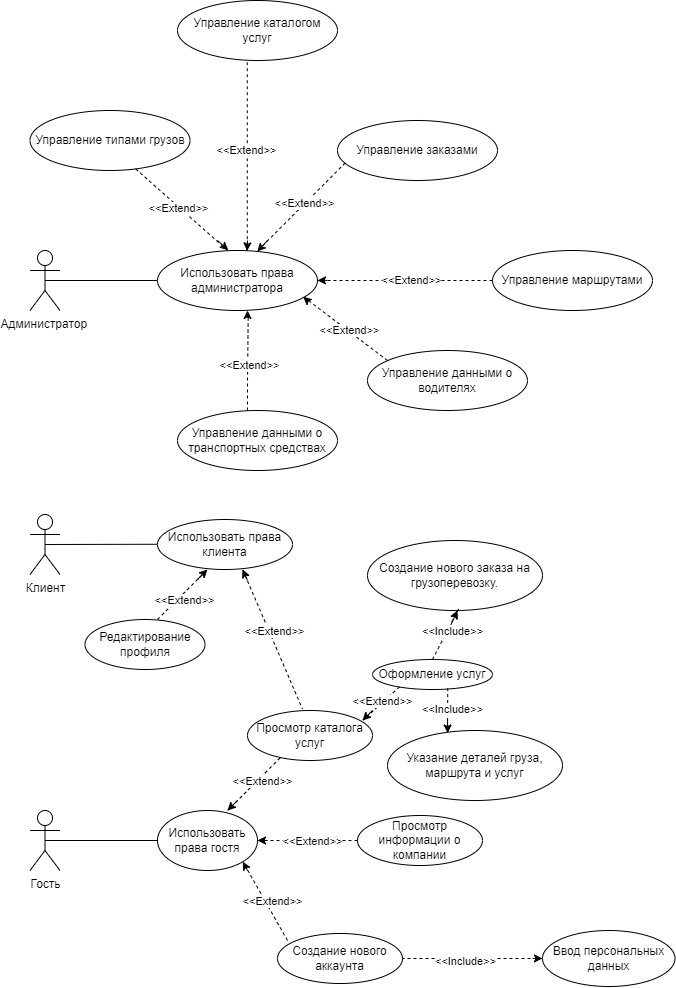 Управление каталогом
услуг
Управление типами грузов
<<Extend>>
Управление заказами
<<Extend>>
<<Extend>>
Использовать права
администратора
<<Extend>>
Управление маршрутами
Администратор
<<Extend>>
<<Extend>>
Управление данными о
водителях
Управление данными о
транспортных средствах
Использовать права
клиента
Клиент
Создание нового заказа на
грузоперевозку.
<<Extend>>
Редактирование
профиля
<<Extend>>
<<Include>>
Оформление услуг
<<Extend>>
<<Include>>
Просмотр каталога
услуг
Указание деталей груза,
маршрута и услуг
<<Extend>>
Использовать
права гостя
<<Extend>>
Просмотр
информации о
компании
Гость
<<Extend>>
Создание нового
аккаунта
<<Include>>
Ввод персональных
данных